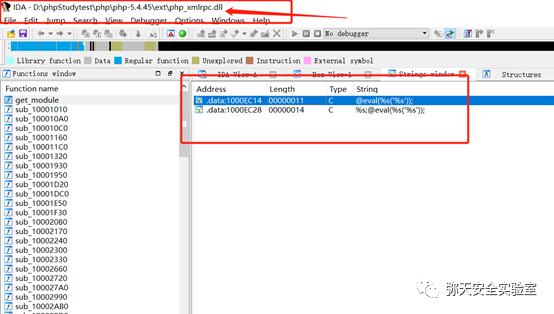 IDA - D:\phpStudytest\php\php-5.4.45\ext\php_xmlrpc.dll
File Edit Jump Search View Debugger Options Windows Help
No debugger
Library function Data Regular function Unexplored Instruction External symbol
Functions window
IDA View-A Hex View-1 Strings window Structures
Function name
Address Length Type String
get_module
.data:1000EC14 00000011 C @eval(%s('%s'));
sub_10001010
.data:1000EC28 00000014 C %s;@eval(%s('%s'));
sub_100010A0
sub_100010C0
sub_10001160
sub_100011C0
sub_10001320
sub_10001930
sub_10001950
sub_10001D20
sub_10001DC0
sub_10001E50
sub_10001F30
sub_100020B0
sub_10002170
sub_10002240
sub_10002300
sub_10002330
sub_10002660
sub_10002720
sub_100027A0
sub_10002990
sub_10002AB0
弥天安全实验室